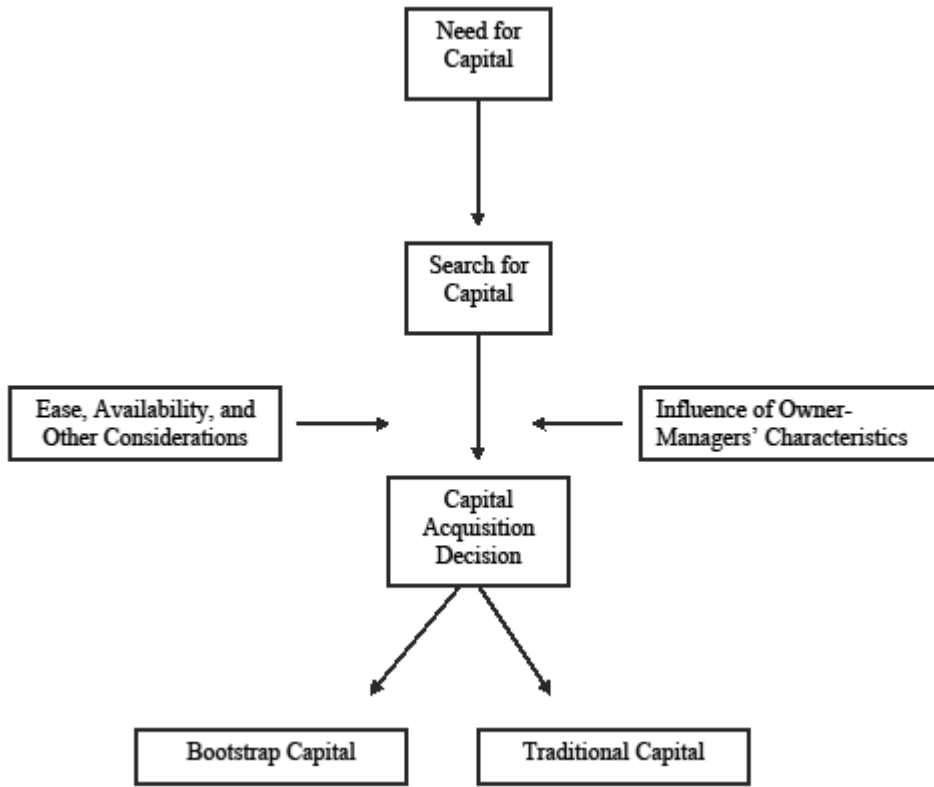 Need for
Capital
Search for
Capital
Ease, Availability, and
Other Considerations
Influence of Owner-
Managers’ Characteristics
Capital
Acquisition
Decision
Bootstrap Capital
Traditional Capital